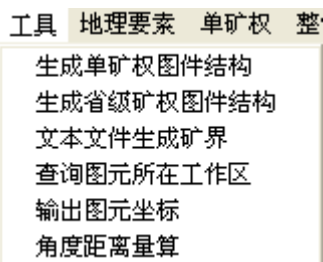 工具 地理要素 单矿权
生成单矿权图件结构
生成省级矿权图件结构
文本文件生成矿界
查询图元所在工作区
输出图元坐标
角度距离量算